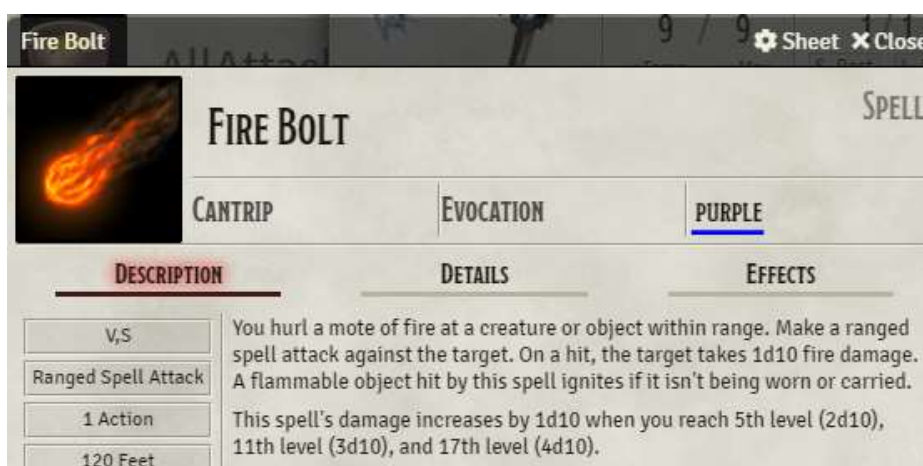 Fire Bolt
9 / 9
Sheet
Close
SPELL
FIRE BOLT
CANTRIP
EVOCATION
PURPLE
DESCRIPTION
DETAILS
EFFECTS
V,S
Ranged Spell Attack
1 Action
120 Feet
You hurl a mote of fire at a creature or object within range. Make a ranged
spell attack against the target. On a hit, the target takes 1d10 fire damage.
A flammable object hit by this spell ignites if it isn't being worn or carried.
This spell's damage increases by 1d10 when you reach 5th level (2d10),
11th level (3d10), and 17th level (4d10).